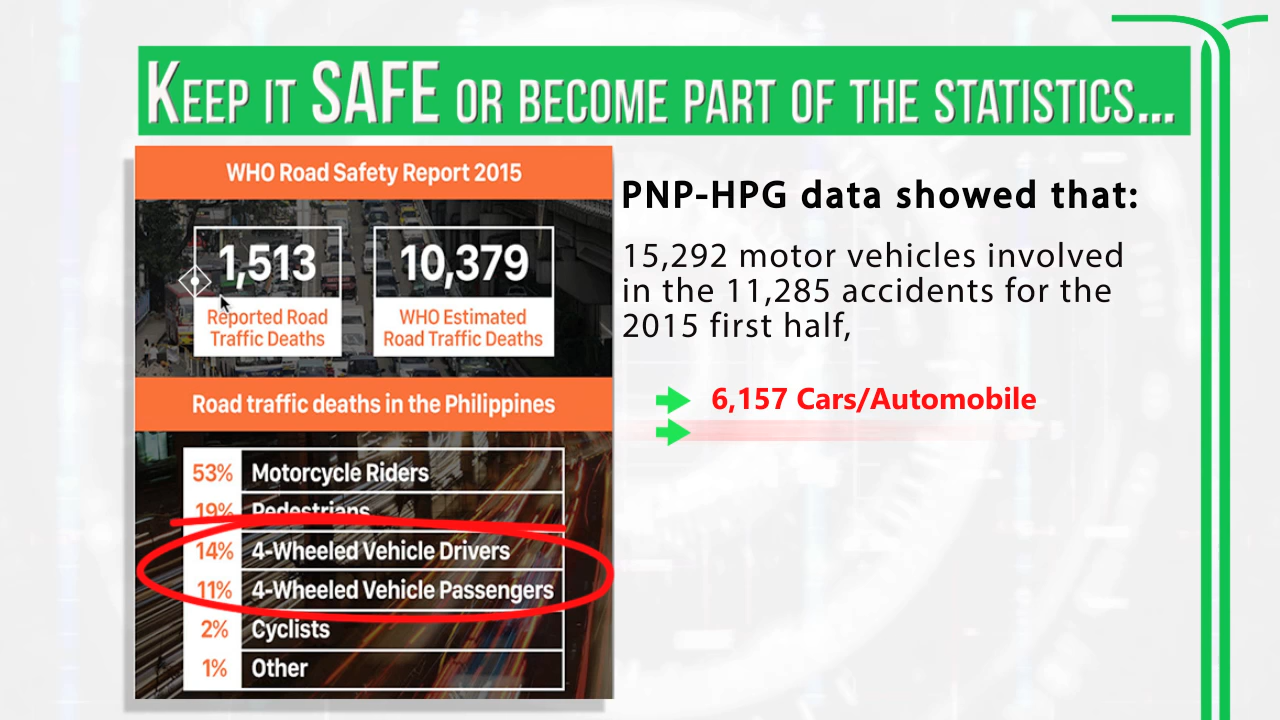 KEEP IT SAFE OR BECOME PART OF THE STATISTICS...
WHO Road Safety Report 2015
1,513
Reported Road
Traffic Deaths
10,379
WHO Estimated
Road Traffic Deaths
Road traffic deaths in the Philippines
53% Motorcycle Riders
19% Pedestrians
14% 4-Wheeled Vehicle Drivers
11% 4-Wheeled Vehicle Passengers
2% Cyclists
1% Other
PNP-HPG data showed that:
15,292 motor vehicles involved
in the 11,285 accidents for the
2015 first half,
6,157 Cars/Automobile